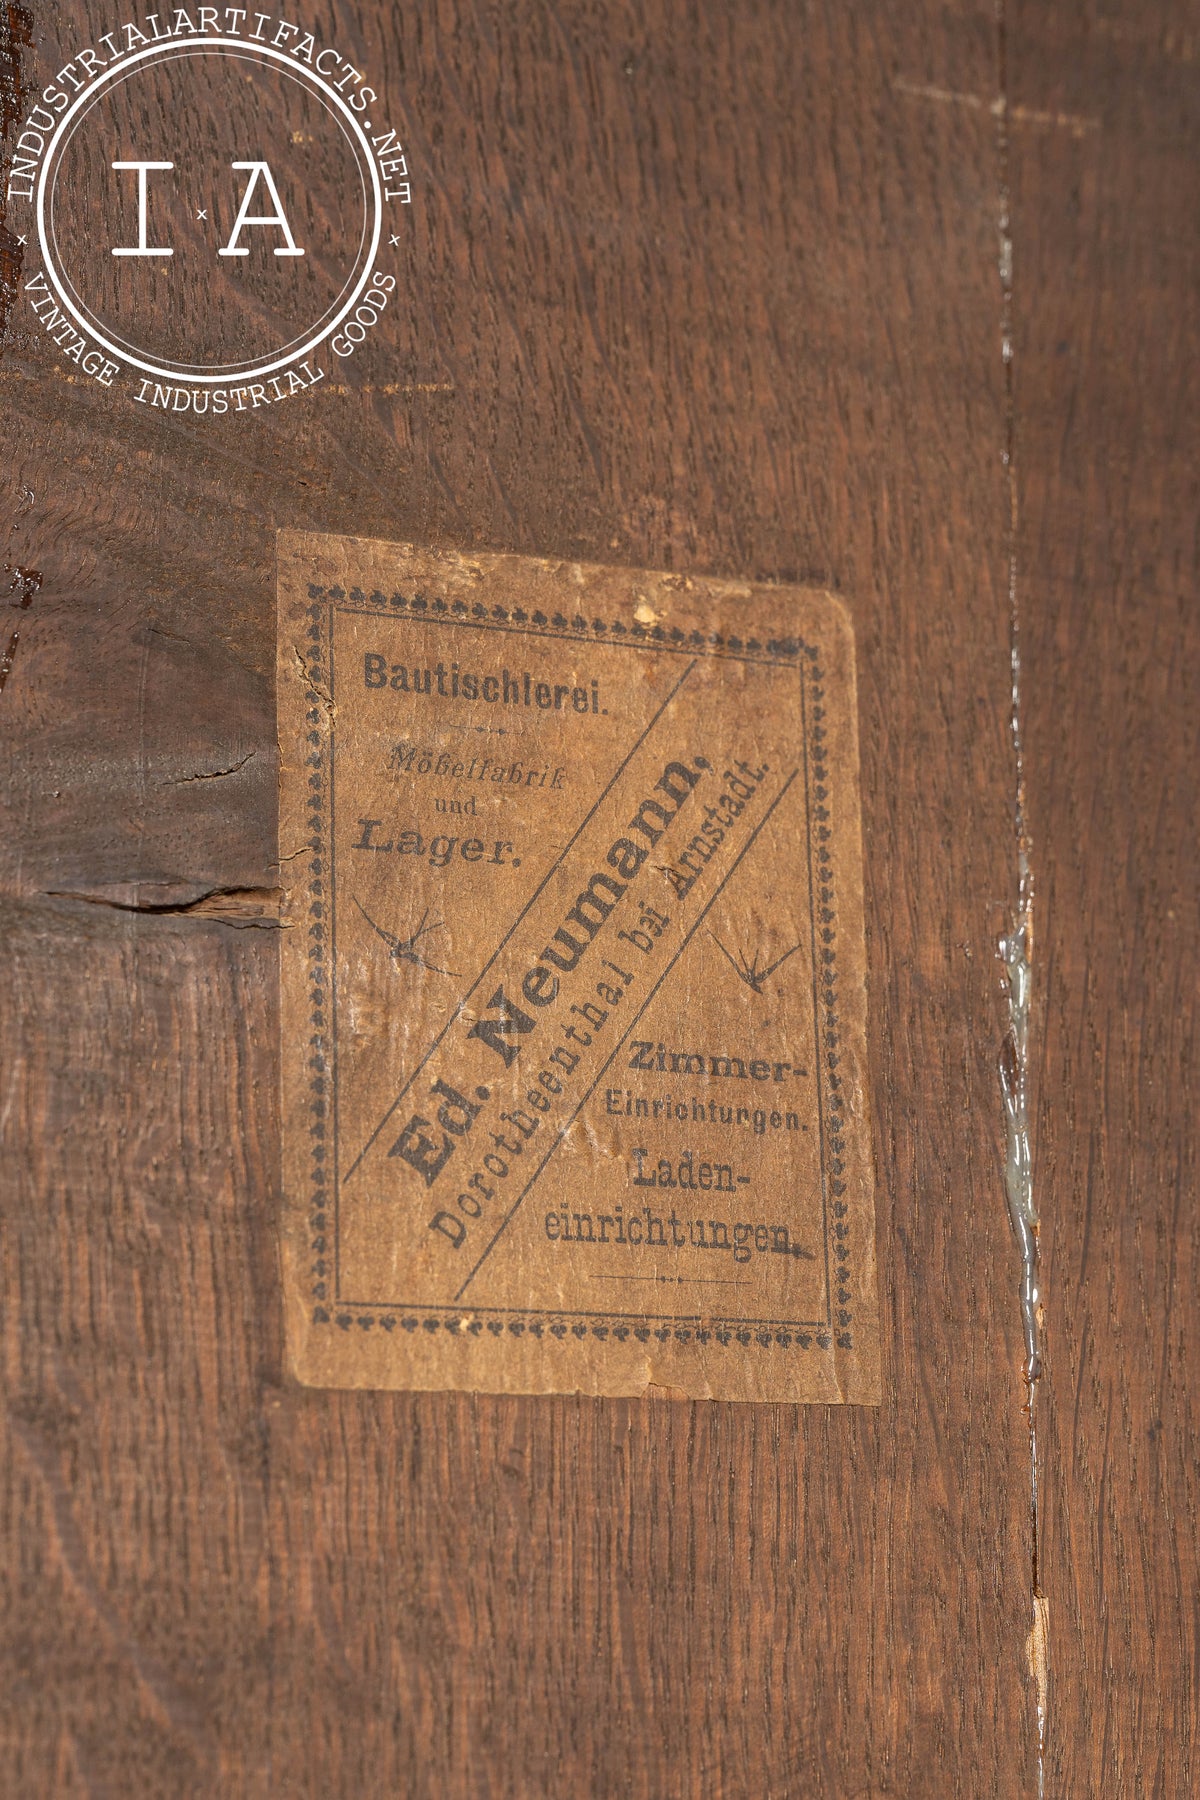 INDUSTRIALARTIFACTS.NET
I x A
VINTAGE INDUSTRIAL GOODS
Bautischlerei.
Möbelfabrik
und
Lager.
Ed. Neumann,
Dorotheenthal bei Arnstadt.
Zimmer-
Einrichtungen.
Laden-
einrichtungen.